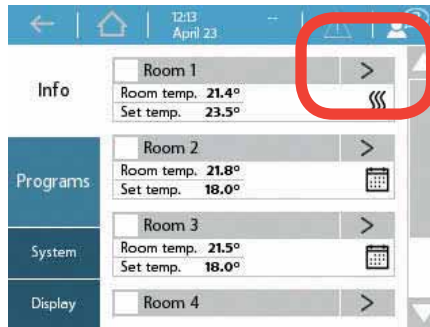 12:13
--
April 23
Info
Room 1
>
Room temp. 21.4°
Set temp. 23.5°
Programs
Room 2
>
Room temp. 21.8°
Set temp. 18.0°
System
Room 3
>
Room temp. 21.5°
Set temp. 18.0°
Display
Room 4
>